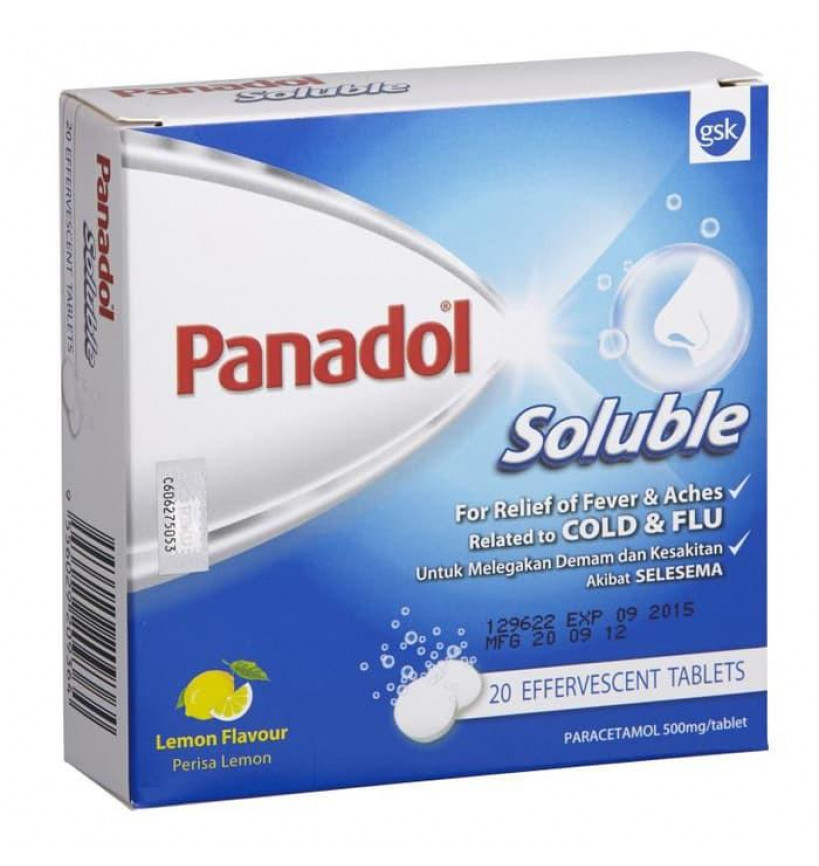 Panadol
Soluble
gsk
Panadol
Soluble
20 EFFERVESCENT TABLETS
Panadol®
Soluble
For Relief of Fever & Aches
Related to COLD & FLU
Untuk Melegakan Demam dan Kesakitan
Akibat SELESEMA
C606275053
129622 EXP 09 2015
MFG 20 09 12
20 EFFERVESCENT TABLETS
PARACETAMOL 500mg/tablet
Lemon Flavour
Perisa Lemon